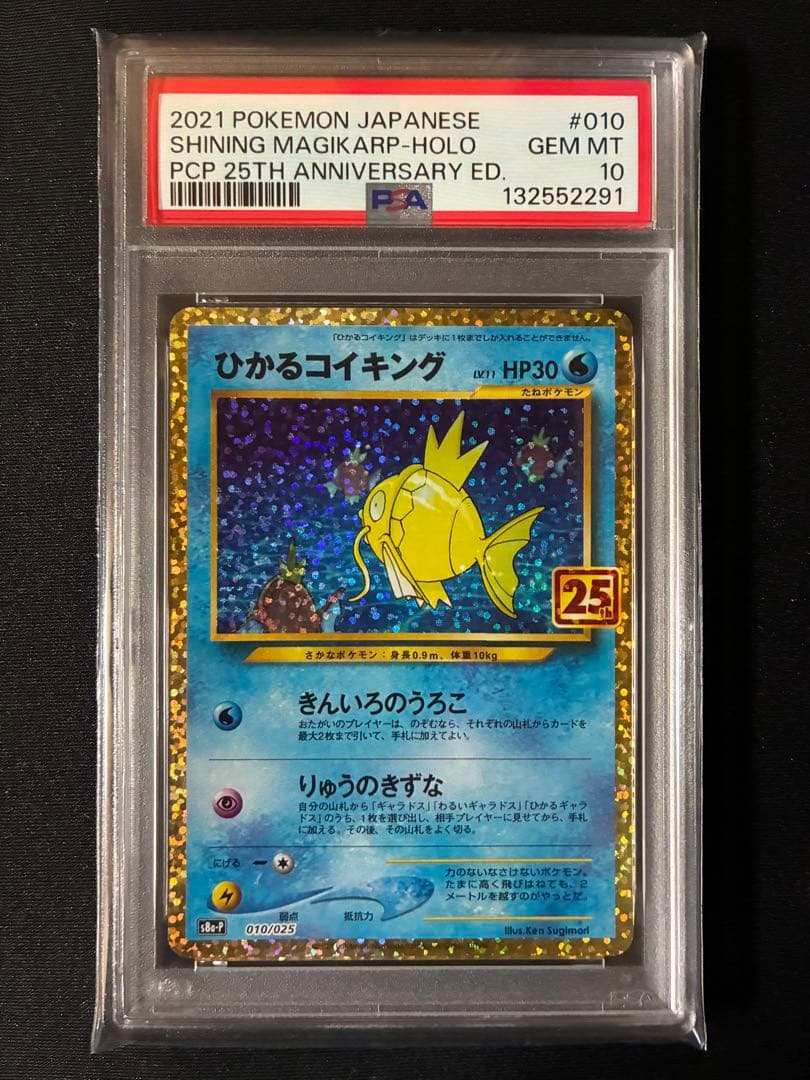 2021 POKEMON JAPANESE #010
SHINING MAGIKARP-HOLO GEM MT
PCP 25TH ANNIVERSARY ED. 10
PSA 132552291
「ひかるコイキング」はデッキに1枚までしか入れることができません。
ひかるコイキング LV.11 HP30
たねポケモン
25th
さかなポケモン：身長0.9m、体重10kg
きんいろのうろこ
おたがいのプレイヤーは、のぞむなら、それぞれの山札からカードを
最大2枚まで引いて、手札に加えてよい。
りゅうのきずな
自分の山札から「ギャラドス」「わるいギャラドス」「ひかるギャラ
ドス」のうち、1枚を選び出し、相手プレイヤーに見せてから、手札
に加える。その後、その山札をよく切る。
にげる
力のないなさけないポケモン。
たまに高く飛びはねても、2
メートルを越すのがやっとだ。
弱点 抵抗力
s8a-P 010/025
Illus.Ken Sugimori
PSA